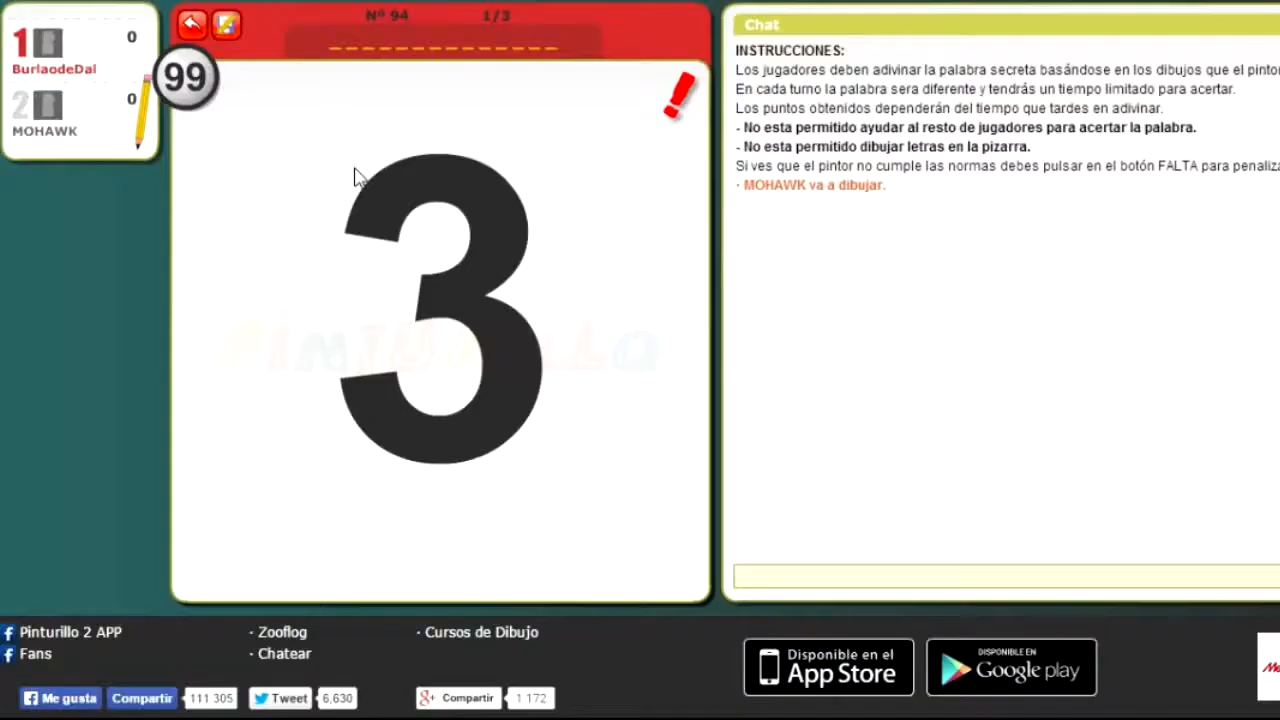 1
0
BurlaodeDal
2
0
MOHAWK
99
Nº 94 1/3
3
PINTURILLO
Chat
INSTRUCCIONES:
Los jugadores deben adivinar la palabra secreta basándose en los dibujos que el pintor
En cada turno la palabra sera diferente y tendrás un tiempo limitado para acertar.
Los puntos obtenidos dependerán del tiempo que tardes en adivinar.
- No esta permitido ayudar al resto de jugadores para acertar la palabra.
- No esta permitido dibujar letras en la pizarra.
Si ves que el pintor no cumple las normas debes pulsar en el botón FALTA para penaliza
· MOHAWK va a dibujar.
Pinturillo 2 APP
Fans
· Zooflog
· Chatear
· Cursos de Dibujo
Me gusta Compartir 111 305
Tweet 6,630
g+ Compartir 1 172
Disponible en el
App Store
DISPONIBLE EN
Google play